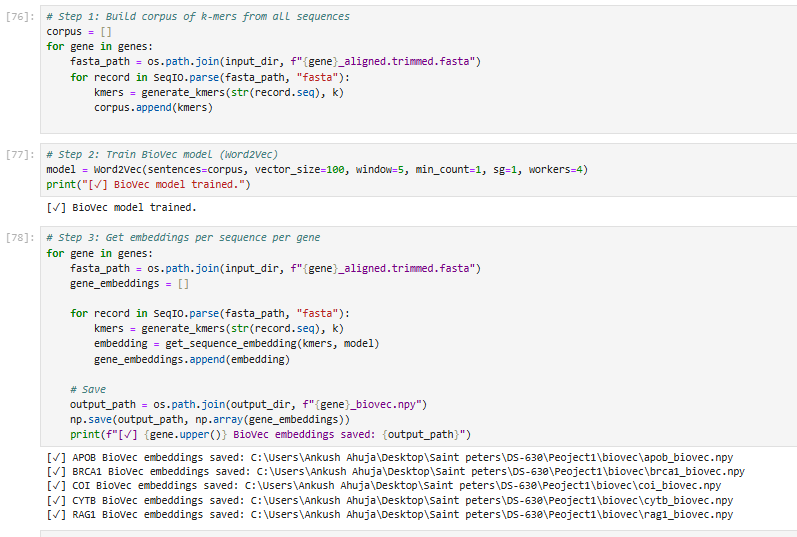 [76]: # Step 1: Build corpus of k-mers from all sequences
corpus = []
for gene in genes:
    fasta_path = os.path.join(input_dir, f"{gene}_aligned.trimmed.fasta")
    for record in SeqIO.parse(fasta_path, "fasta"):
        kmers = generate_kmers(str(record.seq), k)
        corpus.append(kmers)
[77]: # Step 2: Train BioVec model (Word2Vec)
model = Word2Vec(sentences=corpus, vector_size=100, window=5, min_count=1, sg=1, workers=4)
print("[✓] BioVec model trained.")
[✓] BioVec model trained.
[78]: # Step 3: Get embeddings per sequence per gene
for gene in genes:
    fasta_path = os.path.join(input_dir, f"{gene}_aligned.trimmed.fasta")
    gene_embeddings = []
    for record in SeqIO.parse(fasta_path, "fasta"):
        kmers = generate_kmers(str(record.seq), k)
        embedding = get_sequence_embedding(kmers, model)
        gene_embeddings.append(embedding)
    # Save
    output_path = os.path.join(output_dir, f"{gene}_biovec.npy")
    np.save(output_path, np.array(gene_embeddings))
    print(f"[✓] {gene.upper()} BioVec embeddings saved: {output_path}")
[✓] APOB BioVec embeddings saved: C:\Users\Ankush Ahuja\Desktop\Saint peters\DS-630\Peoject1\biovec\apob_biovec.npy
[✓] BRCA1 BioVec embeddings saved: C:\Users\Ankush Ahuja\Desktop\Saint peters\DS-630\Peoject1\biovec\brca1_biovec.npy
[✓] COI BioVec embeddings saved: C:\Users\Ankush Ahuja\Desktop\Saint peters\DS-630\Peoject1\biovec\coi_biovec.npy
[✓] CYTB BioVec embeddings saved: C:\Users\Ankush Ahuja\Desktop\Saint peters\DS-630\Peoject1\biovec\cytb_biovec.npy
[✓] RAG1 BioVec embeddings saved: C:\Users\Ankush Ahuja\Desktop\Saint peters\DS-630\Peoject1\biovec\rag1_biovec.npy